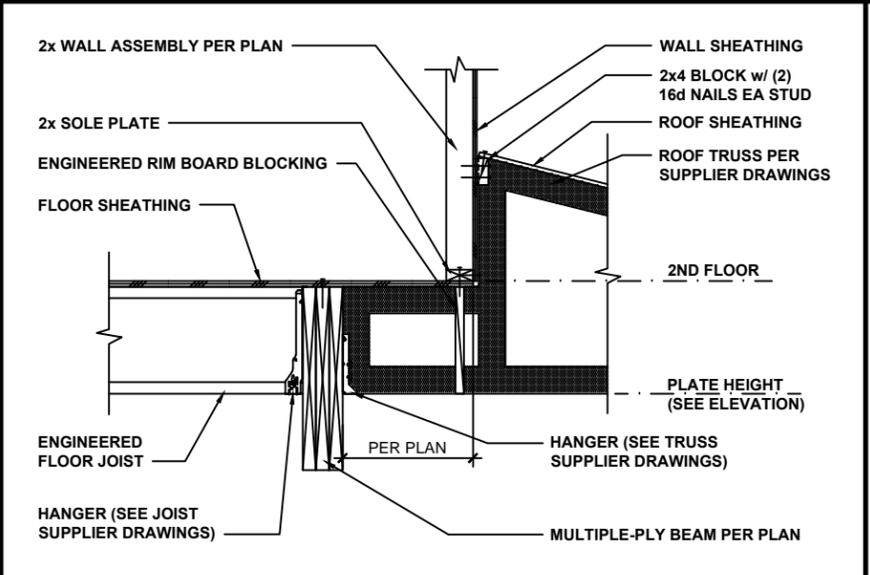 2x WALL ASSEMBLY PER PLAN
2x SOLE PLATE
ENGINEERED RIM BOARD BLOCKING
FLOOR SHEATHING
WALL SHEATHING
2x4 BLOCK w/ (2)
16d NAILS EA STUD
ROOF SHEATHING
ROOF TRUSS PER
SUPPLIER DRAWINGS
2ND FLOOR
PLATE HEIGHT
(SEE ELEVATION)
ENGINEERED
FLOOR JOIST
HANGER (SEE JOIST
SUPPLIER DRAWINGS)
PER PLAN
HANGER (SEE TRUSS
SUPPLIER DRAWINGS)
MULTIPLE-PLY BEAM PER PLAN